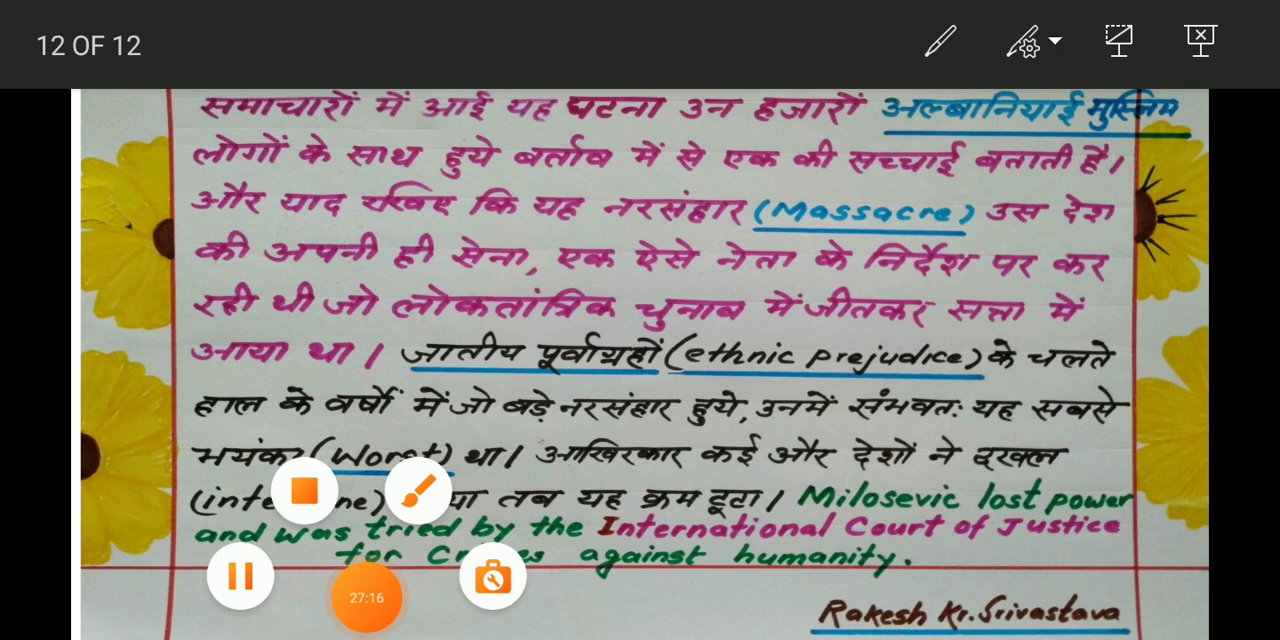 12 OF 12
समाचारों में आई यह घटना उन हजारों अल्बानियाई मुस्लिम
लोगों के साथ हुये बर्ताव में से एक की सच्चाई बताती है।
और याद रखिए कि यह नरसंहार (Massacre) उस देश
की अपनी ही सेना, एक ऐसे नेता के निर्देश पर कर
रही थी जो लोकतांत्रिक चुनाव में जीतकर सत्ता में
आया था। जातीय पूर्वाग्रहों (ethnic prejudice) के चलते
हाल के वर्षों में जो बड़े नरसंहार हुये, उनमें संभवतः यह सबसे
भयंकर (Worst) था। आखिरकार कई और देशों ने दखल
तब यह क्रम टूटा। Milosevic lost power
and was tried by the International Court of Justice
for against humanity.
27:16
Rakesh Kr. Srivastava